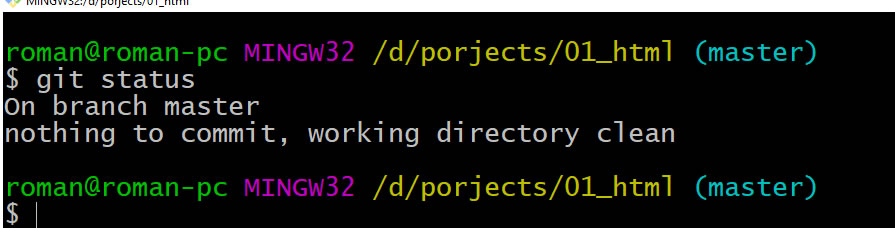 MINGW32:/d/porjects/01_html
roman@roman-pc MINGW32 /d/porjects/01_html (master)
$ git status
On branch master
nothing to commit, working directory clean
roman@roman-pc MINGW32 /d/porjects/01_html (master)
$